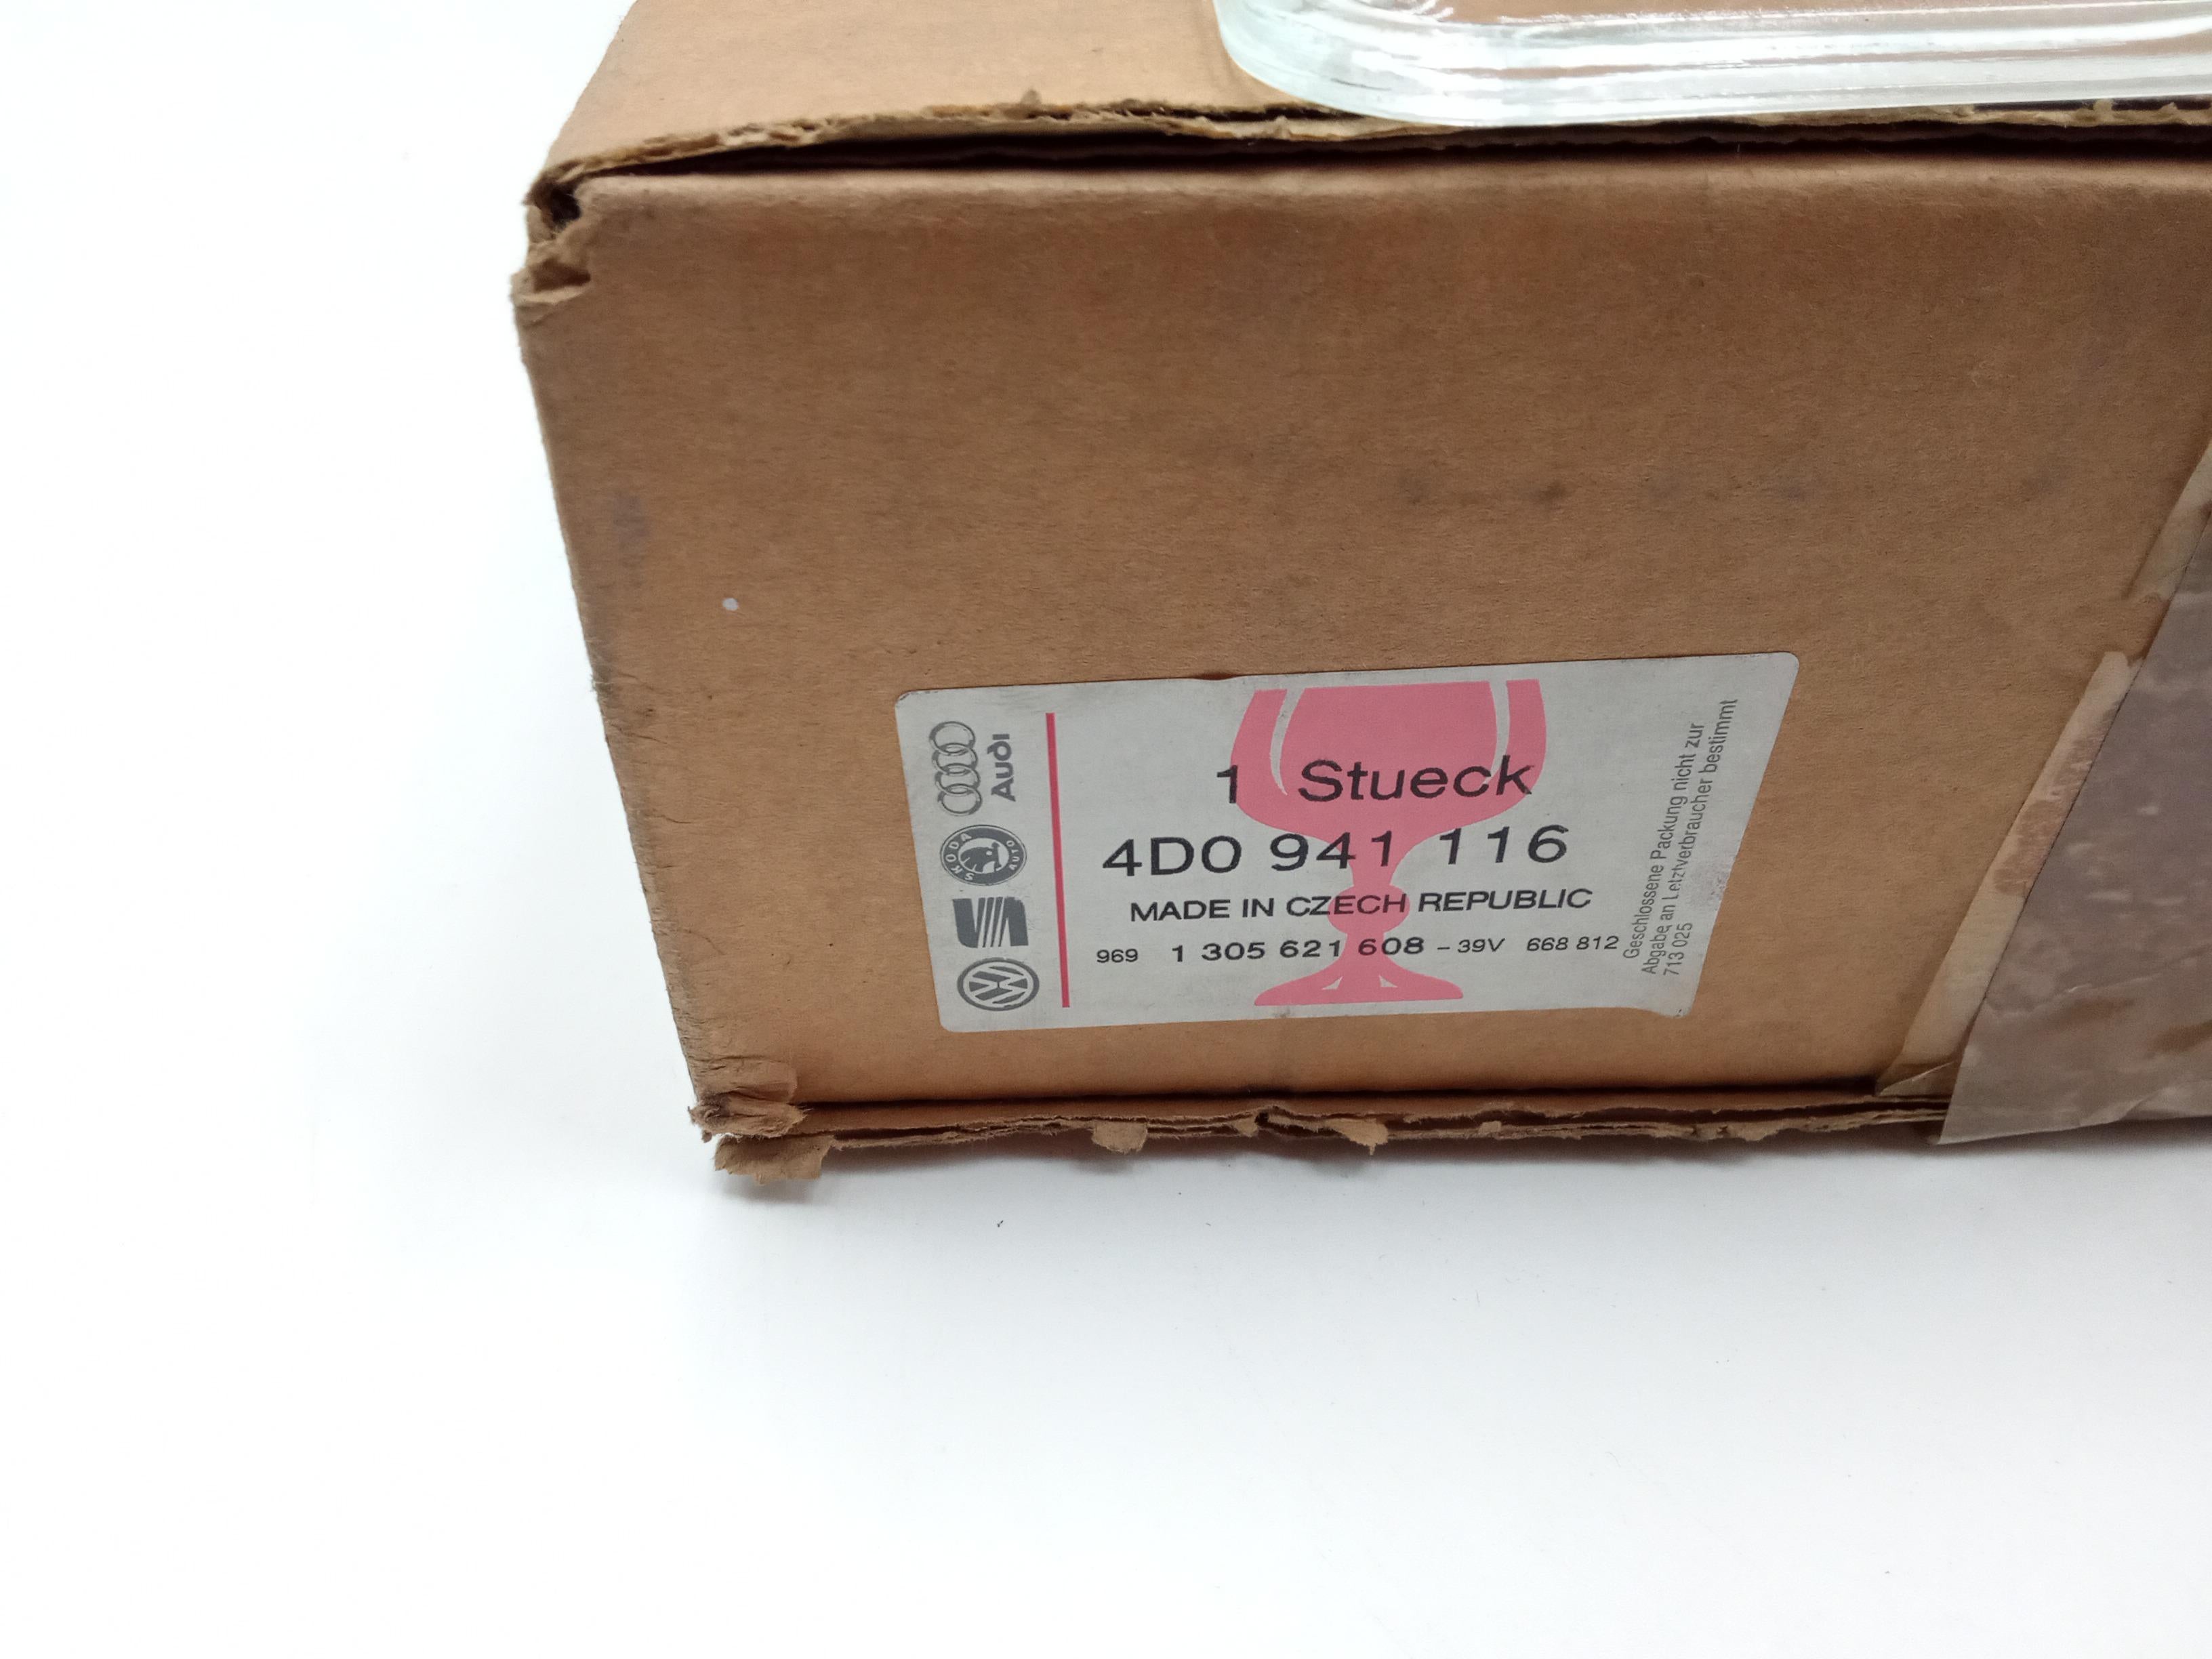 Audi
SKODA
AUTO
1 Stueck
4D0 941 116
MADE IN CZECH REPUBLIC
969 1 305 621 608 - 39V 668 812
Geschlossene Packung nicht zur
Abgabe an Letztverbraucher bestimmt
713 025